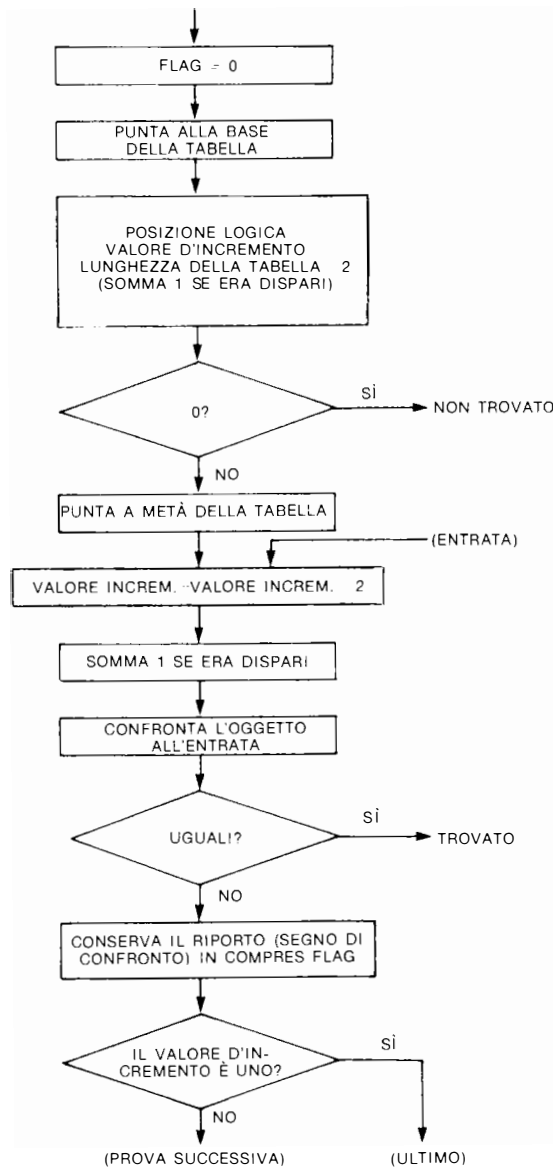 FLAG = 0
PUNTA ALLA BASE
DELLA TABELLA
POSIZIONE LOGICA
VALORE D'INCREMENTO
LUNGHEZZA DELLA TABELLA 2
(SOMMA 1 SE ERA DISPARI)
0?
SÌ
NON TROVATO
NO
PUNTA A METÀ DELLA TABELLA
(ENTRATA)
VALORE INCREM. = VALORE INCREM. 2
SOMMA 1 SE ERA DISPARI
CONFRONTA L'OGGETTO
ALL'ENTRATA
UGUALI?
SÌ
TROVATO
NO
CONSERVA IL RIPORTO (SEGNO DI
CONFRONTO) IN COMPRES FLAG
IL VALORE D'IN-
CREMENTO È UNO?
SÌ
NO
(PROVA SUCCESSIVA)
(ULTIMO)